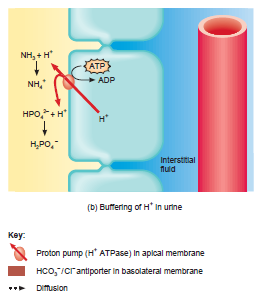 NH₃ + H⁺
ATP
ADP
NH₄⁺
HPO₄²⁻ + H⁺
H⁺
H₂PO₄⁻
Interstitial
fluid
(b) Buffering of H⁺ in urine
Key:
Proton pump (H⁺ ATPase) in apical membrane
HCO₃⁻/Cl⁻ antiporter in basolateral membrane
Diffusion